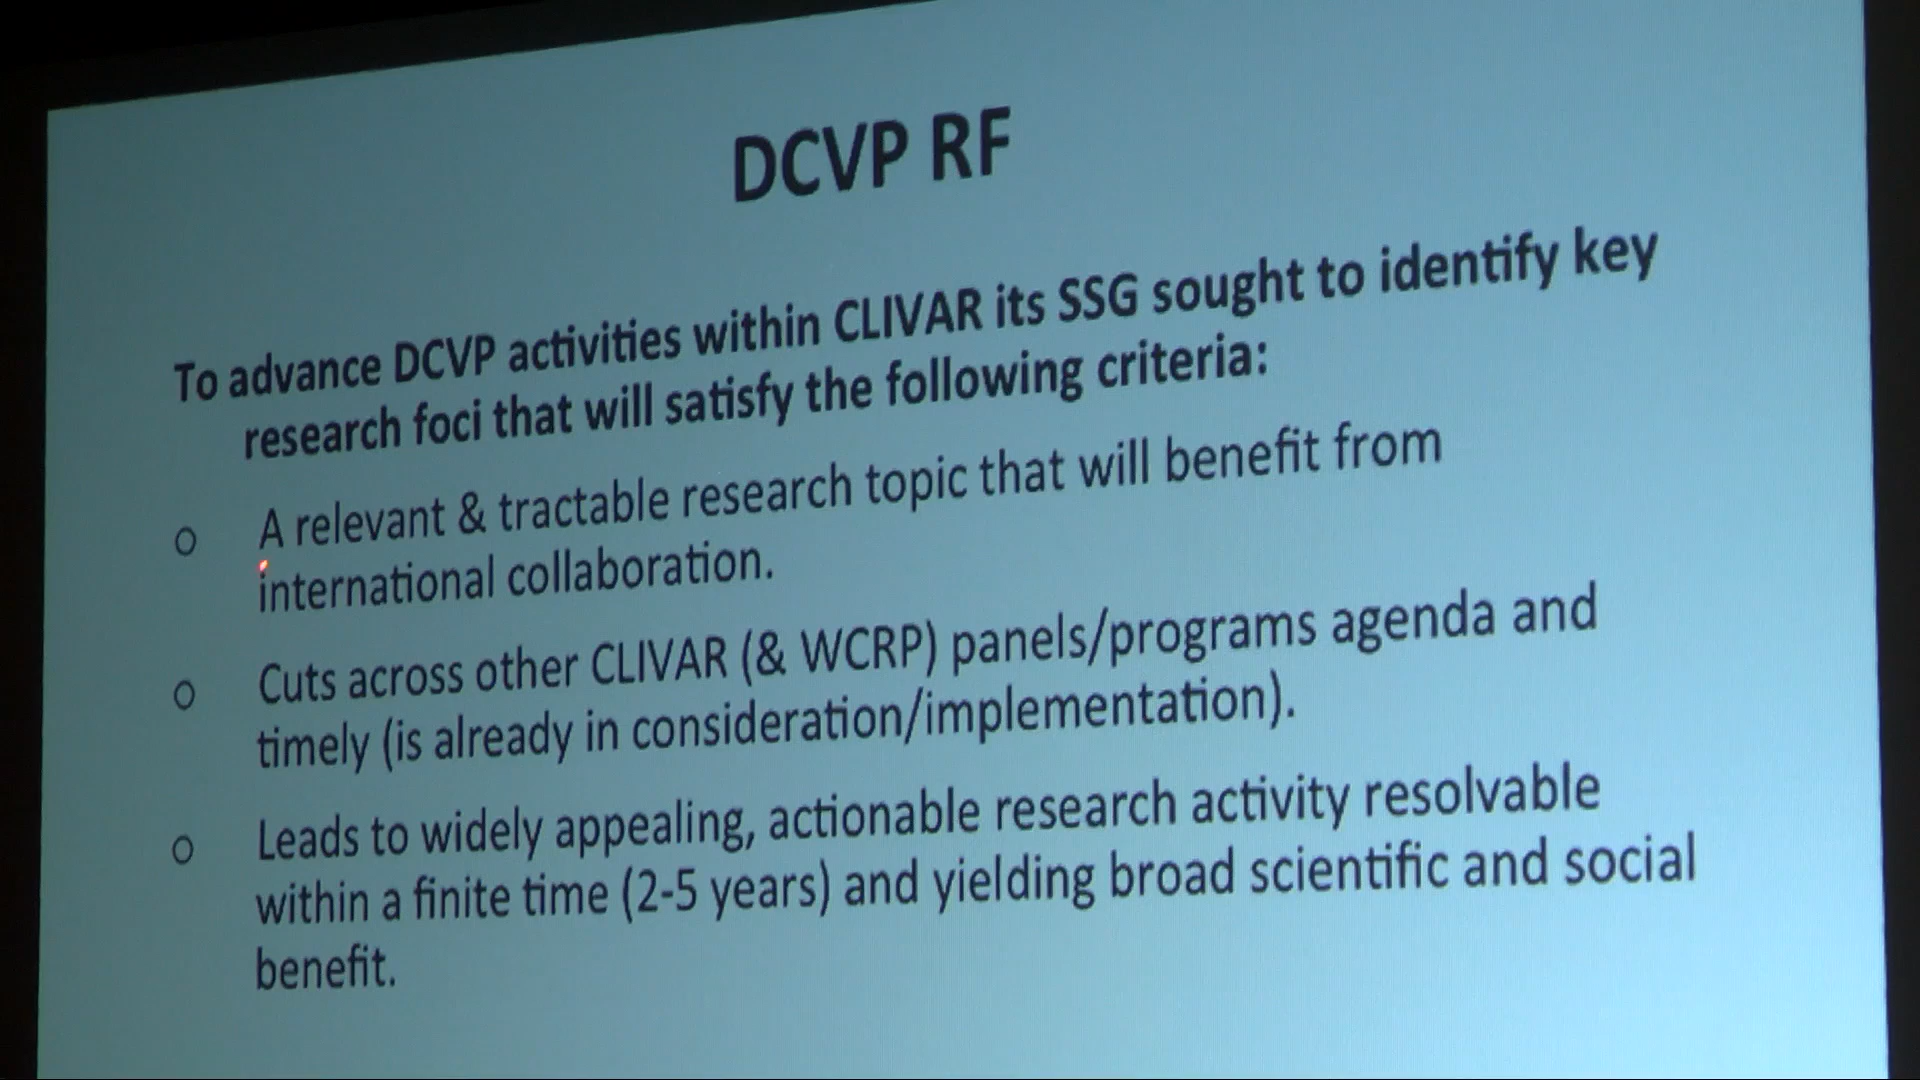 DCVP RF
To advance DCVP activities within CLIVAR its SSG sought to identify key
research foci that will satisfy the following criteria:
o A relevant & tractable research topic that will benefit from
international collaboration.
o Cuts across other CLIVAR (& WCRP) panels/programs agenda and
timely (is already in consideration/implementation).
o Leads to widely appealing, actionable research activity resolvable
within a finite time (2-5 years) and yielding broad scientific and social
benefit.